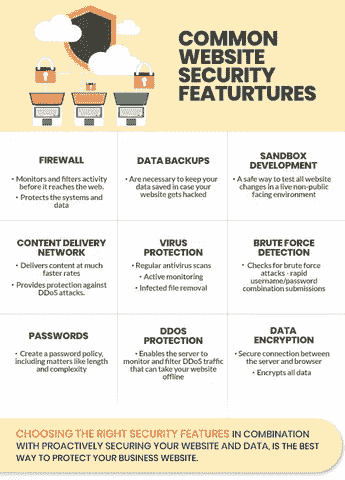 COMMON
WEBSITE
SECURITY
FEATURTURES
FIREWALL
• Monitors and filters activity
before it reaches the web.
• Protects the systems and
data
DATA BACKUPS
• Are necessary to keep your
data saved in case your
website gets hacked
SANDBOX
DEVELOPMENT
• A safe way to test all website
changes in a live non-public
facing environment
CONTENT DELIVERY
NETWORK
• Delivers content at much
faster rates
• Provides protection against
DDoS attacks.
VIRUS
PROTECTION
• Regular antivirus scans
• Active monitoring
• Infected file removal
BRUTE FORCE
DETECTION
• Checks for brute force
attacks - rapid
username/password
combination submissions
PASSWORDS
• Create a password policy,
including matters like length
and complexity
DDOS
PROTECTION
• Enables the server to
monitor and filter DDoS traffic
that can take your website
offline
DATA
ENCRYPTION
• Secure connection between
the server and browser
• Encrypts all data
CHOOSING THE RIGHT SECURITY FEATURES IN COMBINATION
WITH PROACTIVELY SECURING YOUR WEBSITE AND DATA, IS THE BEST
WAY TO PROTECT YOUR BUSINESS WEBSITE.